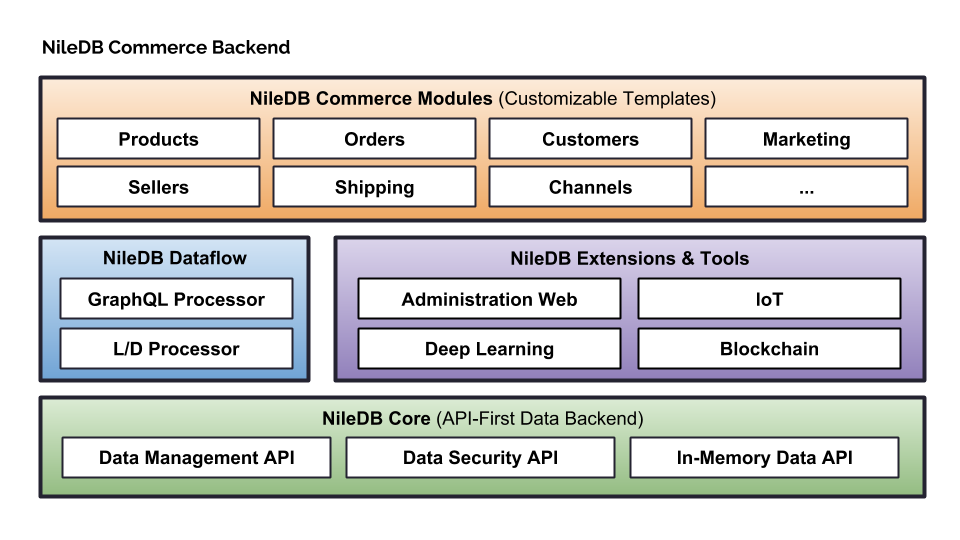 NileDB Commerce Backend
NileDB Commerce Modules (Customizable Templates)
Products
Orders
Customers
Marketing
Sellers
Shipping
Channels
...
NileDB Dataflow
GraphQL Processor
L/D Processor
NileDB Extensions & Tools
Administration Web
IoT
Deep Learning
Blockchain
NileDB Core (API-First Data Backend)
Data Management API
Data Security API
In-Memory Data API